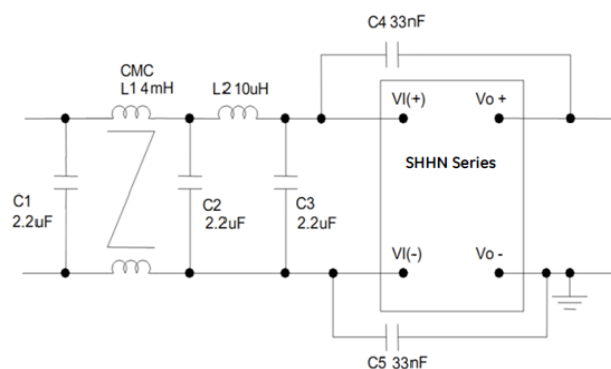 C4 33nF
CMC
L1 4mH
L2 10uH
VI(+)
Vo +
SHHN Series
C1
2.2uF
C2
2.2uF
C3
2.2uF
VI(-)
Vo -
C5 33nF